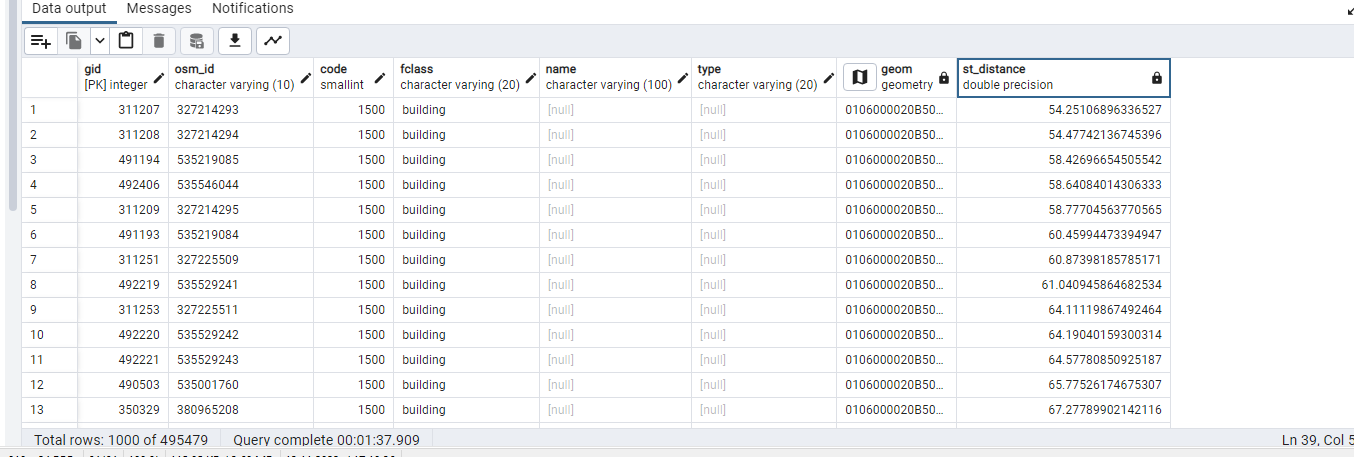 Data output Messages Notifications
gid osm_id code fclass name type geom st_distance
[PK] integer character varying (10) smallint character varying (20) character varying (100) character varying (20) geometry double precision
1 311207 327214293 1500 building [null] [null] 0106000020B50... 54.25106896336527
2 311208 327214294 1500 building [null] [null] 0106000020B50... 54.47742136745396
3 491194 535219085 1500 building [null] [null] 0106000020B50... 58.42696654505542
4 492406 535546044 1500 building [null] [null] 0106000020B50... 58.64084014306333
5 311209 327214295 1500 building [null] [null] 0106000020B50... 58.77704563770565
6 491193 535219084 1500 building [null] [null] 0106000020B50... 60.45994473394947
7 311251 327225509 1500 building [null] [null] 0106000020B50... 60.87398185785171
8 492219 535529241 1500 building [null] [null] 0106000020B50... 61.040945864682534
9 311253 327225511 1500 building [null] [null] 0106000020B50... 64.11119867492464
10 492220 535529242 1500 building [null] [null] 0106000020B50... 64.19040159300314
11 492221 535529243 1500 building [null] [null] 0106000020B50... 64.57780850925187
12 490503 535001760 1500 building [null] [null] 0106000020B50... 65.77526174675307
13 350329 380965208 1500 building [null] [null] 0106000020B50... 67.27789902142116
Total rows: 1000 of 495479 Query complete 00:01:37.909 Ln 39, Col 5